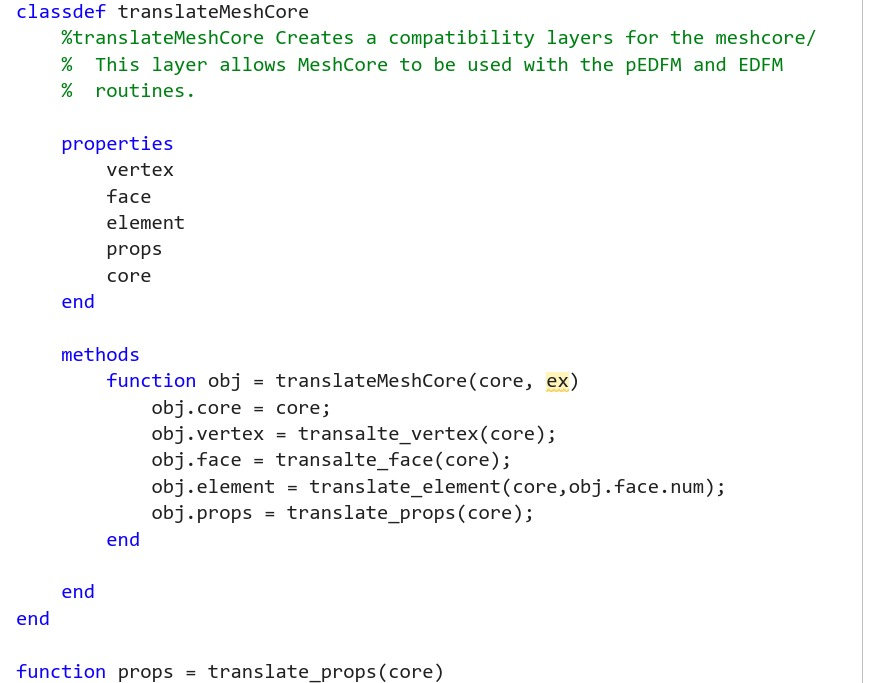 classdef translateMeshCore
%translateMeshCore Creates a compatibility layers for the meshcore/
% This layer allows MeshCore to be used with the pEDFM and EDFM
% routines.
properties
vertex
face
element
props
core
end
methods
function obj = translateMeshCore(core, ex)
obj.core = core;
obj.vertex = transalte_vertex(core);
obj.face = transalte_face(core);
obj.element = translate_element(core,obj.face.num);
obj.props = translate_props(core);
end
end
end
function props = translate_props(core)